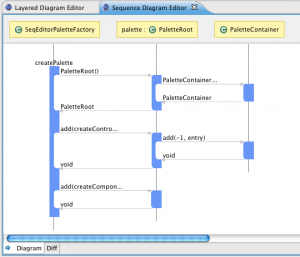 Layered Diagram Editor
Sequence Diagram Editor
SeqEditorPaletteFactory
palette : PaletteRoot
PaletteContainer
createPalette
PaletteRoot()
PaletteContainer...
PaletteRoot
PaletteContainer
add(createContro...
add(-1, entry)
void
void
add(createCompon...
void
Diagram
Diff